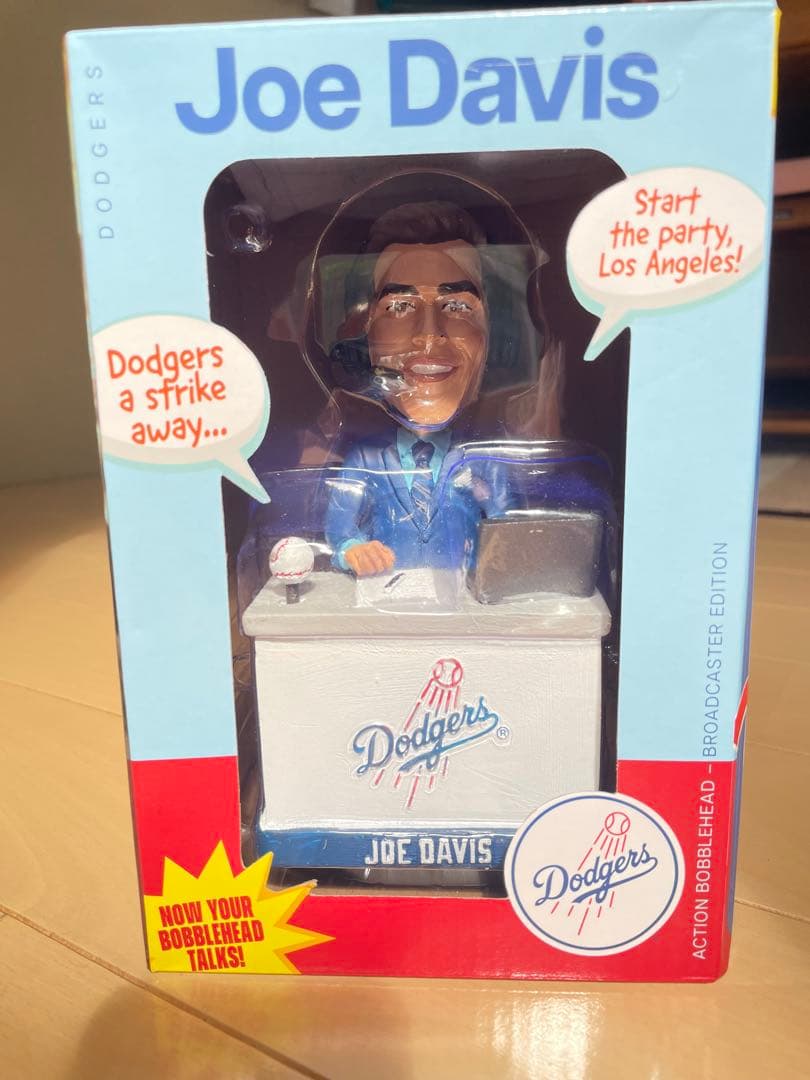 Joe Davis
DODGERS
Start
the party,
Los Angeles!
Dodgers
a strike
away...
Dodgers®
JOE DAVIS
Dodgers
NOW YOUR
BOBBLEHEAD
TALKS!
ACTION BOBBLEHEAD – BROADCASTER EDITION